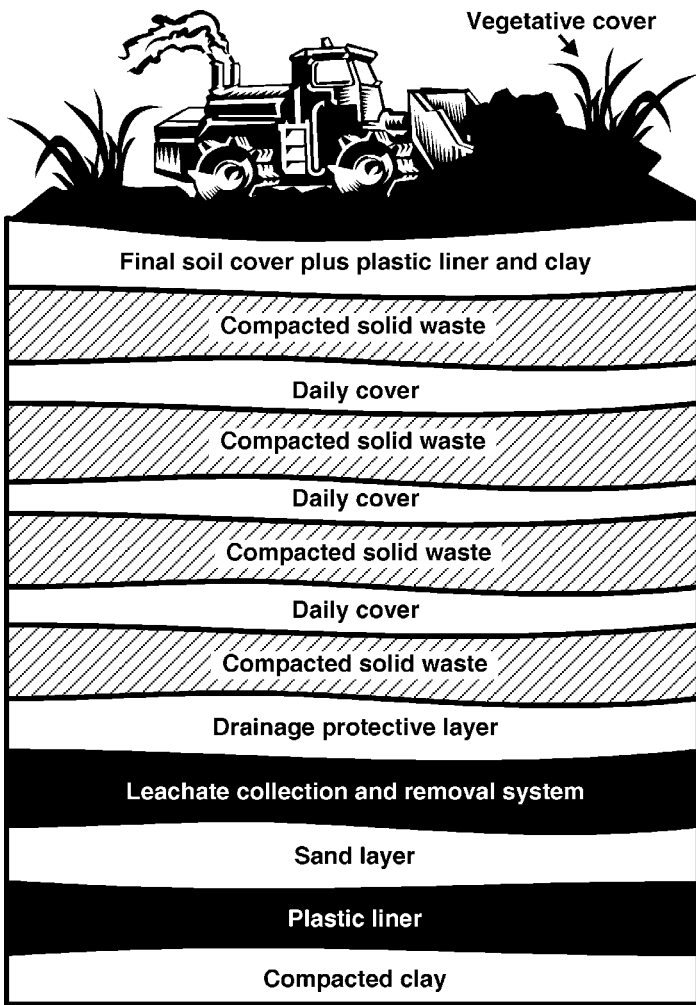 Vegetative cover
Final soil cover plus plastic liner and clay
Compacted solid waste
Daily cover
Compacted solid waste
Daily cover
Compacted solid waste
Daily cover
Compacted solid waste
Drainage protective layer
Leachate collection and removal system
Sand layer
Plastic liner
Compacted clay